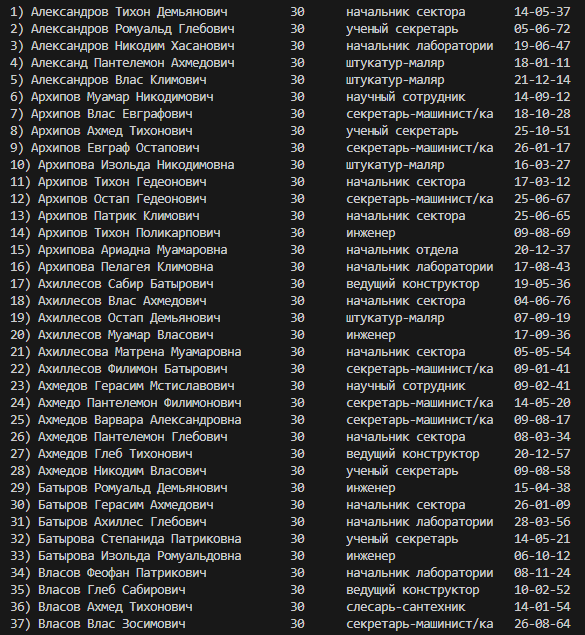 1) Александров Тихон Демьянович 30 начальник сектора 14-05-37
2) Александров Ромуальд Глебович 30 ученый секретарь 05-06-72
3) Александров Никодим Хасанович 30 начальник лаборатории 19-06-47
4) Александ Пантелемон Ахмедович 30 штукатур-маляр 18-01-11
5) Александров Влас Климович 30 штукатур-маляр 21-12-14
6) Архипов Муамар Никодимович 30 научный сотрудник 14-09-12
7) Архипов Влас Евграфович 30 секретарь-машинист/ка 18-10-28
8) Архипов Ахмед Тихонович 30 ученый секретарь 25-10-51
9) Архипов Евграф Остапович 30 секретарь-машинист/ка 26-01-17
10) Архипова Изольда Никодимовна 30 штукатур-маляр 16-03-27
11) Архипов Тихон Гедеонович 30 начальник сектора 17-03-12
12) Архипов Остап Гедеонович 30 секретарь-машинист/ка 25-06-67
13) Архипов Патрик Климович 30 начальник сектора 25-06-65
14) Архипов Тихон Поликарпович 30 инженер 09-08-69
15) Архипова Ариадна Муамаровна 30 начальник отдела 20-12-37
16) Архипова Пелагея Климовна 30 начальник лаборатории 17-08-43
17) Ахиллесов Сабир Батырович 30 ведущий конструктор 19-05-36
18) Ахиллесов Влас Ахмедович 30 начальник сектора 04-06-76
19) Ахиллесов Остап Демьянович 30 штукатур-маляр 07-09-19
20) Ахиллесов Муамар Власович 30 инженер 17-09-36
21) Ахиллесова Матрена Муамаровна 30 начальник сектора 05-05-54
22) Ахиллесов Филимон Батырович 30 секретарь-машинист/ка 09-01-41
23) Ахмедов Герасим Мстиславович 30 научный сотрудник 09-02-41
24) Ахмедо Пантелемон Филимонович 30 секретарь-машинист/ка 14-05-20
25) Ахмедов Варвара Александровна 30 секретарь-машинист/ка 09-08-17
26) Ахмедов Пантелемон Глебович 30 начальник сектора 08-03-34
27) Ахмедов Глеб Тихонович 30 ведущий конструктор 20-12-57
28) Ахмедов Никодим Власович 30 ученый секретарь 09-08-58
29) Батыров Ромуальд Демьянович 30 инженер 15-04-38
30) Батыров Герасим Ахмедович 30 начальник сектора 26-01-09
31) Батыров Ахиллес Глебович 30 начальник лаборатории 28-03-56
32) Батырова Степанида Патриковна 30 ученый секретарь 14-05-21
33) Батырова Изольда Ромуальдовна 30 инженер 06-10-12
34) Власов Феофан Патрикович 30 начальник лаборатории 08-11-24
35) Власов Глеб Сабирович 30 ведущий конструктор 10-02-52
36) Власов Ахмед Тихонович 30 слесарь-сантехник 14-01-54
37) Власов Влас Зосимович 30 секретарь-машинист/ка 26-08-64